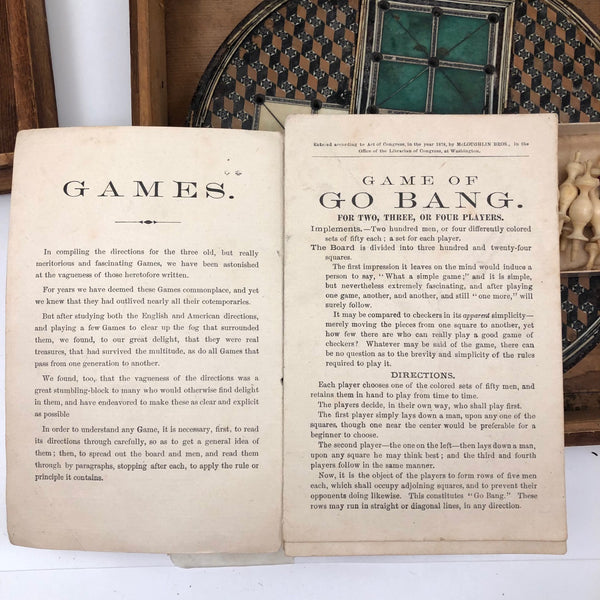 GAMES.
In compiling the directions for the three old, but really
meritorious and fascinating Games, we have been astonished
at the vagueness of those heretofore written.
For years we have deemed these Games commonplace, and yet
we knew that they had outlived nearly all their cotemporaries.
But after studying both the English and American directions,
and playing a few Games to clear up the fog that surrounded
them, we found, to our great delight, that they were real
treasures, that had survived the multitude, as do all Games that
pass from one generation to another.
We found, too, that the vagueness of the directions was a
great stumbling-block to many who would otherwise find delight
in them, and have endeavored to make these as clear and explicit
as possible
In order to understand any Game, it is necessary, first, to read
its directions through carefully, so as to get a general idea of
them; then, to spread out the board and men, and read them
through by paragraphs, stopping after each, to apply the rule or
principle it contains.
Entered according to Act of Congress, in the year 1876, by McLOUGHLIN BROS., in the
Office of the Librarian of Congress, at Washington.
GAME OF
GO BANG.
FOR TWO, THREE, OR FOUR PLAYERS.
Implements.—Two hundred men, or four differently colored
sets of fifty each; a set for each player.
The Board is divided into three hundred and twenty-four
squares.
The first impression it leaves on the mind would induce a
person to say, "What a simple game;" and it is simple,
but nevertheless extremely fascinating, and after playing
one game, another, and another, and still "one more," will
surely follow.
It may be compared to checkers in its apparent simplicity—
merely moving the pieces from one square to another, yet
how few there are who can really play a good game of
checkers? Whatever may be said of the game, there can
be no question as to the brevity and simplicity of the rules
required to play it.
DIRECTIONS.
Each player chooses one of the colored sets of fifty men, and
retains them in hand to play from time to time.
The players decide, in their own way, who shall play first.
The first player simply lays down a man, upon any one of the
squares, though one near the center would be preferable for a
beginner to choose.
The second player—the one on the left—then lays down a man,
upon any square he may think best; and the third and fourth
players follow in the same manner.
Now, it is the object of the players to form rows of five men
each, which shall occupy adjoining squares, and to prevent their
opponents doing likewise. This constitutes "Go Bang." These
rows may run in straight or diagonal lines, in any direction.